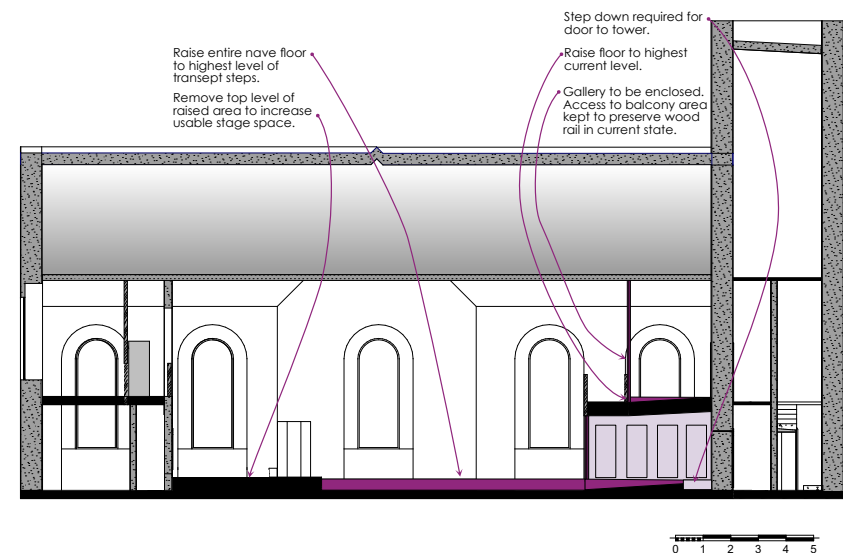 Step down required for
door to tower.
Raise entire nave floor
to highest level of
transept steps.
Raise floor to highest
current level.
Remove top level of
raised area to increase
usable stage space.
Gallery to be enclosed.
Access to balcony area
kept to preserve wood
rail in current state.
0 1 2 3 4 5